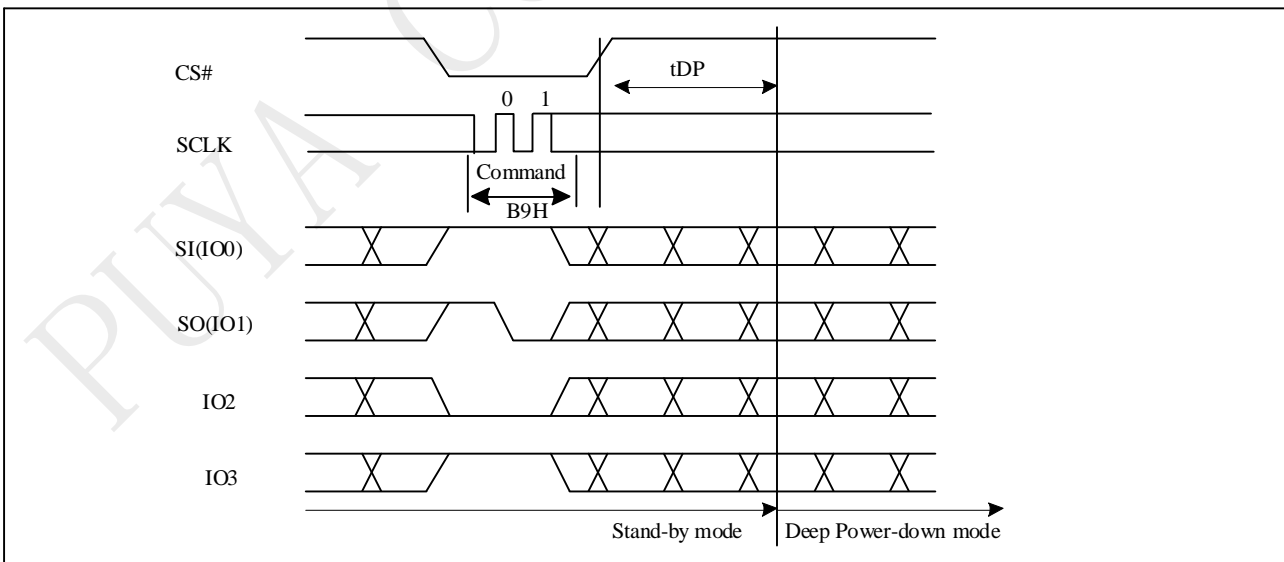 CS#
tDP
0 1
SCLK
Command
B9H
SI(IO0)
SO(IO1)
IO2
IO3
Stand-by mode Deep Power-down mode
PUYA